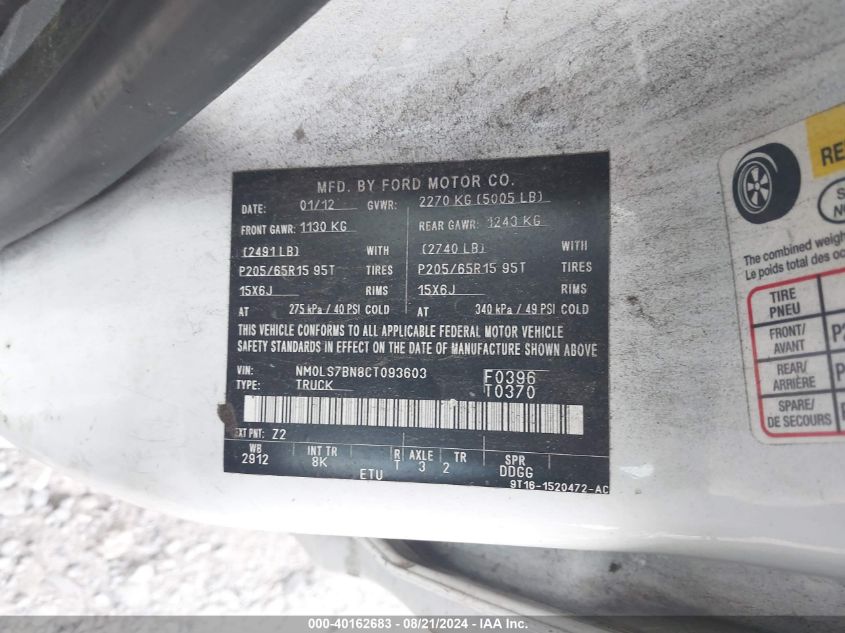 MFD. BY FORD MOTOR CO.
DATE: 01/12 GVWR: 2270 KG (5005 LB)
FRONT GAWR: 1130 KG REAR GAWR: 1243 KG
(2491 LB) WITH (2740 LB) WITH
P205/65R15 95T TIRES P205/65R15 95T TIRES
15X6J RIMS 15X6J RIMS
AT 275 kPa / 40 PSI COLD AT 340 kPa / 49 PSI COLD
THIS VEHICLE CONFORMS TO ALL APPLICABLE FEDERAL MOTOR VEHICLE
SAFETY STANDARDS IN EFFECT ON THE DATE OF MANUFACTURE SHOWN ABOVE
VIN: NM0LS7BN8CT093603 F0396
TYPE: TRUCK T0370
EXT PNT: Z2
WB INT TR R AXLE TR SPR
2912 8K T 3 2 DDGG
ETU
9T16-1520472-AC
The combined
Le poids total des
TIRE
PNEU
FRONT/
AVANT
REAR/
ARRIÈRE
SPARE/
DE SECOURS
000-40162683 - 08/21/2024 - IAAI Inc.